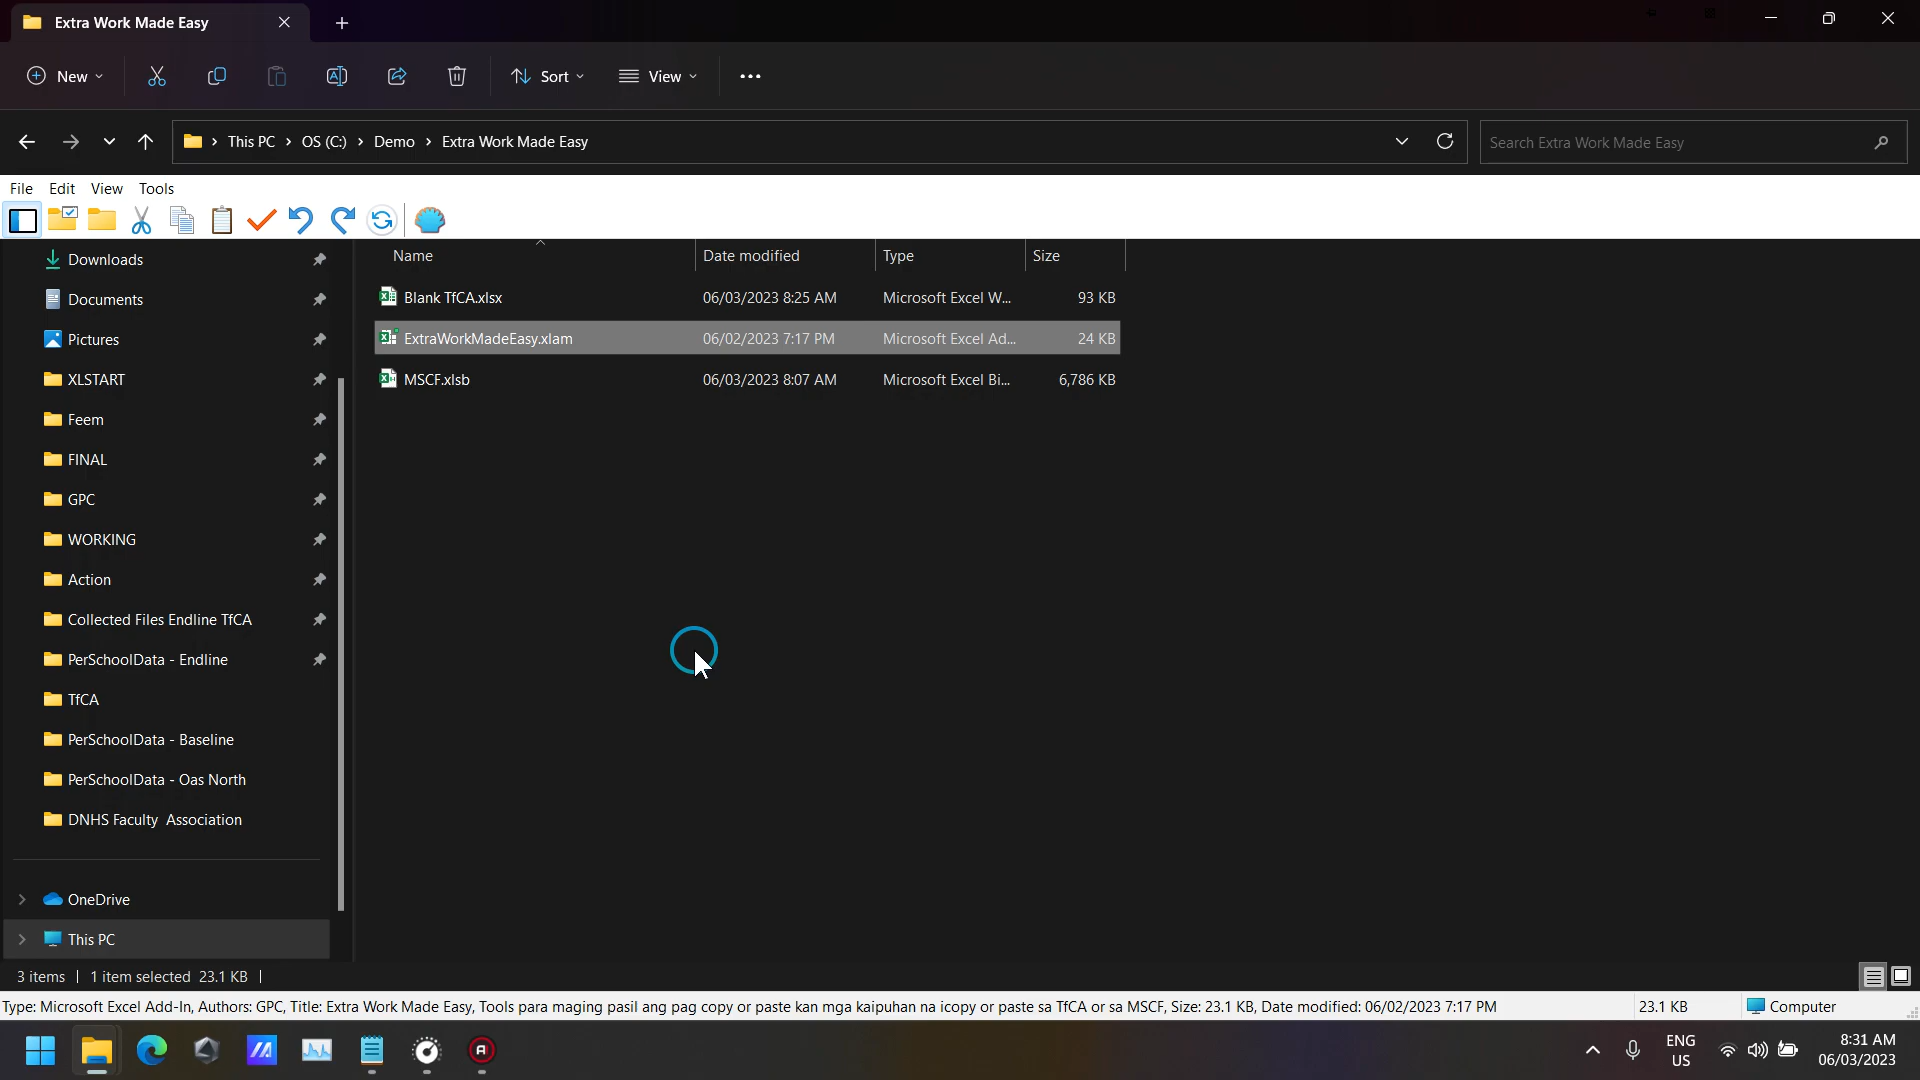 Extra Work Made Easy
New
Sort
View
This PC > OS (C:) > Demo > Extra Work Made Easy
Search Extra Work Made Easy
File Edit View Tools
Name Date modified Type Size
Blank TfCA.xlsx 06/03/2023 8:25 AM Microsoft Excel W... 93 KB
ExtraWorkMadeEasy.xlam 06/02/2023 7:17 PM Microsoft Excel Ad... 24 KB
MSCF.xlsb 06/03/2023 8:07 AM Microsoft Excel Bi... 6,786 KB
Downloads
Documents
Pictures
XLSTART
Feem
FINAL
GPC
WORKING
Action
Collected Files Endline TfCA
PerSchoolData - Endline
TfCA
PerSchoolData - Baseline
PerSchoolData - Oas North
DNHS Faculty Association
OneDrive
This PC
3 items | 1 item selected 23.1 KB |
Type: Microsoft Excel Add-In, Authors: GPC, Title: Extra Work Made Easy, Tools para maging pasil ang pag copy or paste kan mga kaipuhan na icopy or paste sa TfCA or sa MSCF, Size: 23.1 KB, Date modified: 06/02/2023 7:17 PM 23.1 KB Computer
ENG
US
8:31 AM
06/03/2023